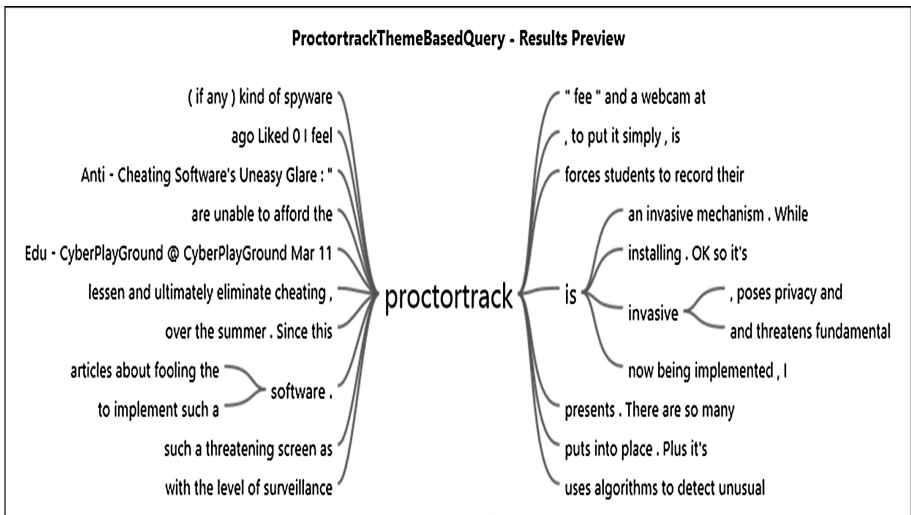 ProctortrackThemeBasedQuery - Results Preview
( if any ) kind of spyware
ago Liked 0 I feel
Anti - Cheating Software's Uneasy Glare : "
are unable to afford the
Edu - CyberPlayGround @ CyberPlayGround Mar 11
lessen and ultimately eliminate cheating ,
over the summer . Since this
articles about fooling the
to implement such a
software .
such a threatening screen as
with the level of surveillance
proctortrack
" fee " and a webcam at
, to put it simply , is
forces students to record their
is
an invasive mechanism . While
installing . OK so it's
invasive
, poses privacy and
and threatens fundamental
now being implemented , I
presents . There are so many
puts into place . Plus it's
uses algorithms to detect unusual